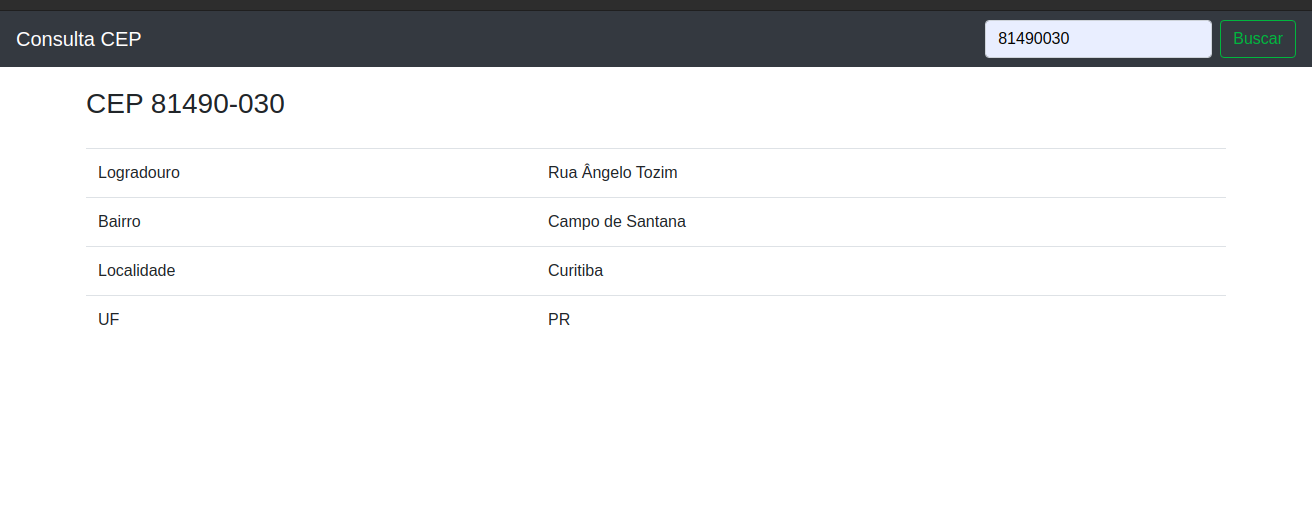 Consulta CEP 81490030 Buscar
CEP 81490-030
Logradouro Rua Ângelo Tozim
Bairro Campo de Santana
Localidade Curitiba
UF PR